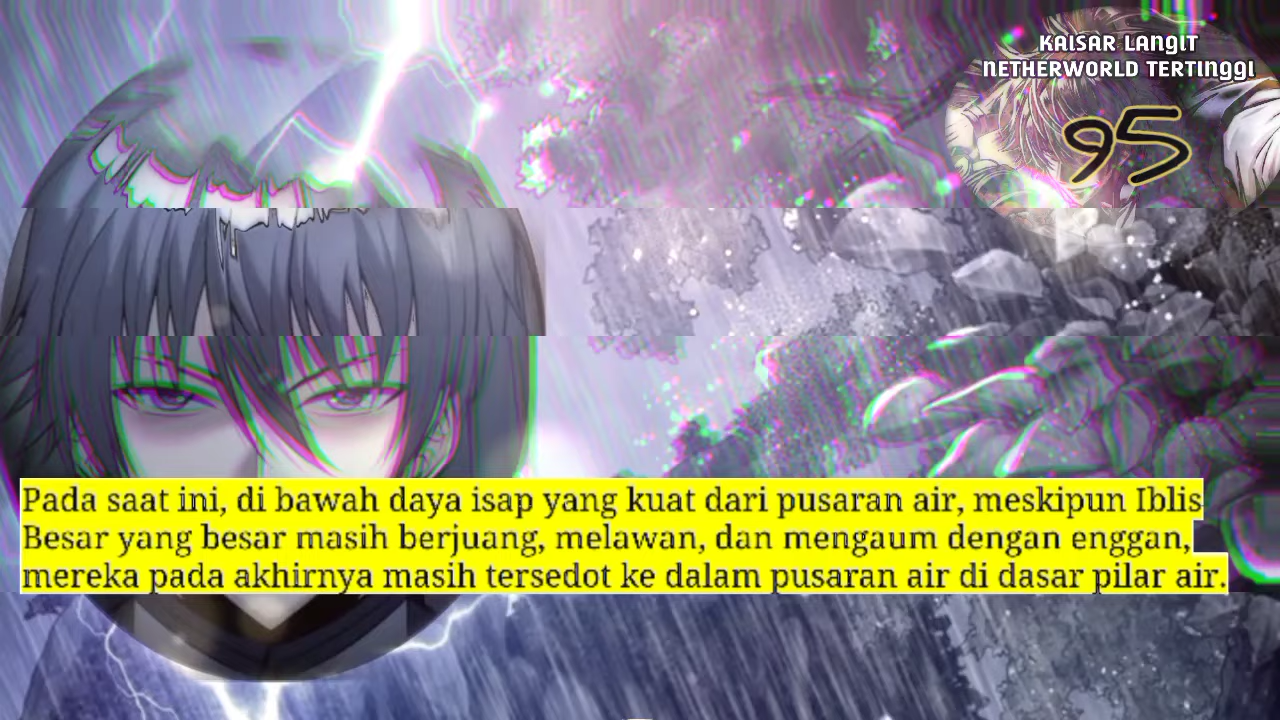 KAISAR LANGIT
NETHERWORLD TERTINGGI
95
Pada saat ini, di bawah daya isap yang kuat dari pusaran air, meskipun Iblis
Besar yang besar masih berjuang, melawan, dan mengaum dengan enggan,
mereka pada akhirnya masih tersedot ke dalam pusaran air di dasar pilar air.